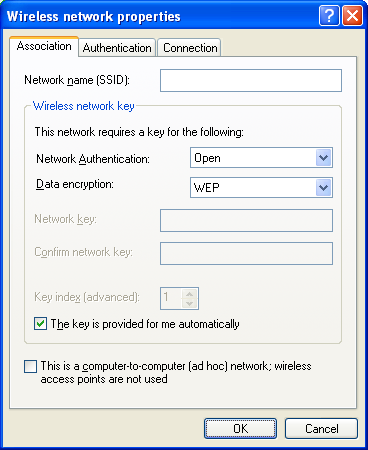 Wireless network properties
Association Authentication Connection
Network name (SSID):
Wireless network key
This network requires a key for the following:
Network Authentication: Open
Data encryption: WEP
Network key:
Confirm network key:
Key index (advanced): 1
The key is provided for me automatically
This is a computer-to-computer (ad hoc) network; wireless
access points are not used
OK Cancel